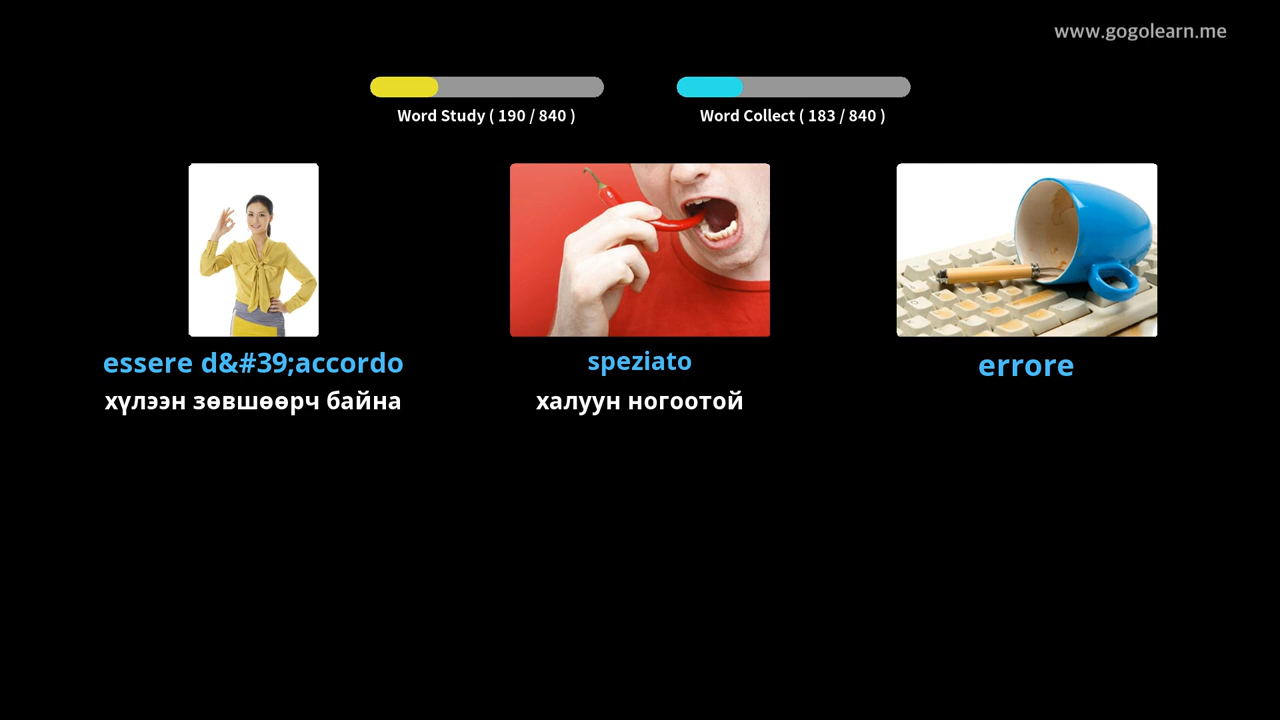 www.gogolearn.me
Word Study ( 190 / 840 )
Word Collect ( 183 / 840 )
essere d&#39;accordo
хүлээн зөвшөөрч байна
speziato
халуун ногоотой
errore